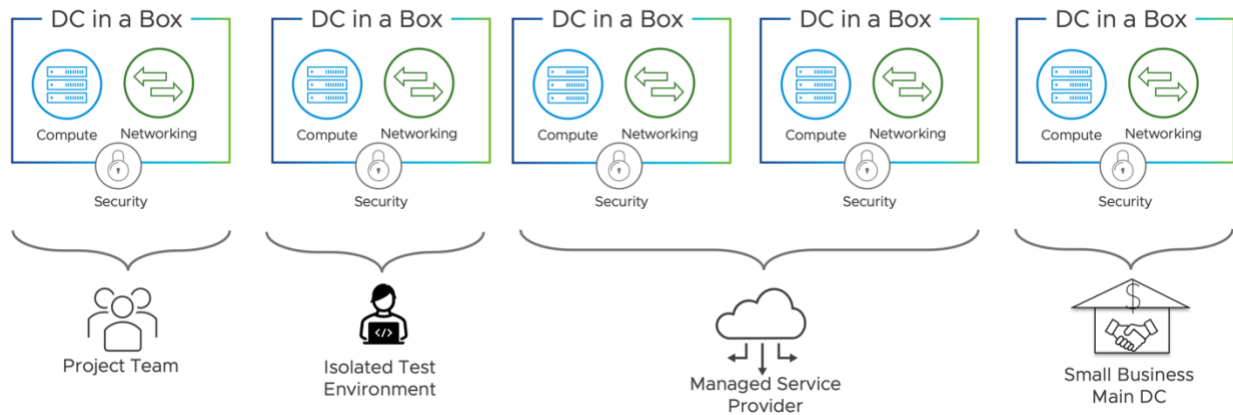 DC in a Box
DC in a Box
DC in a Box
DC in a Box
DC in a Box
Compute
Networking
Compute
Networking
Compute
Networking
Compute
Networking
Compute
Networking
Security
Security
Security
Security
Security
</>
$
Project Team
Isolated Test
Environment
Managed Service
Provider
Small Business
Main DC